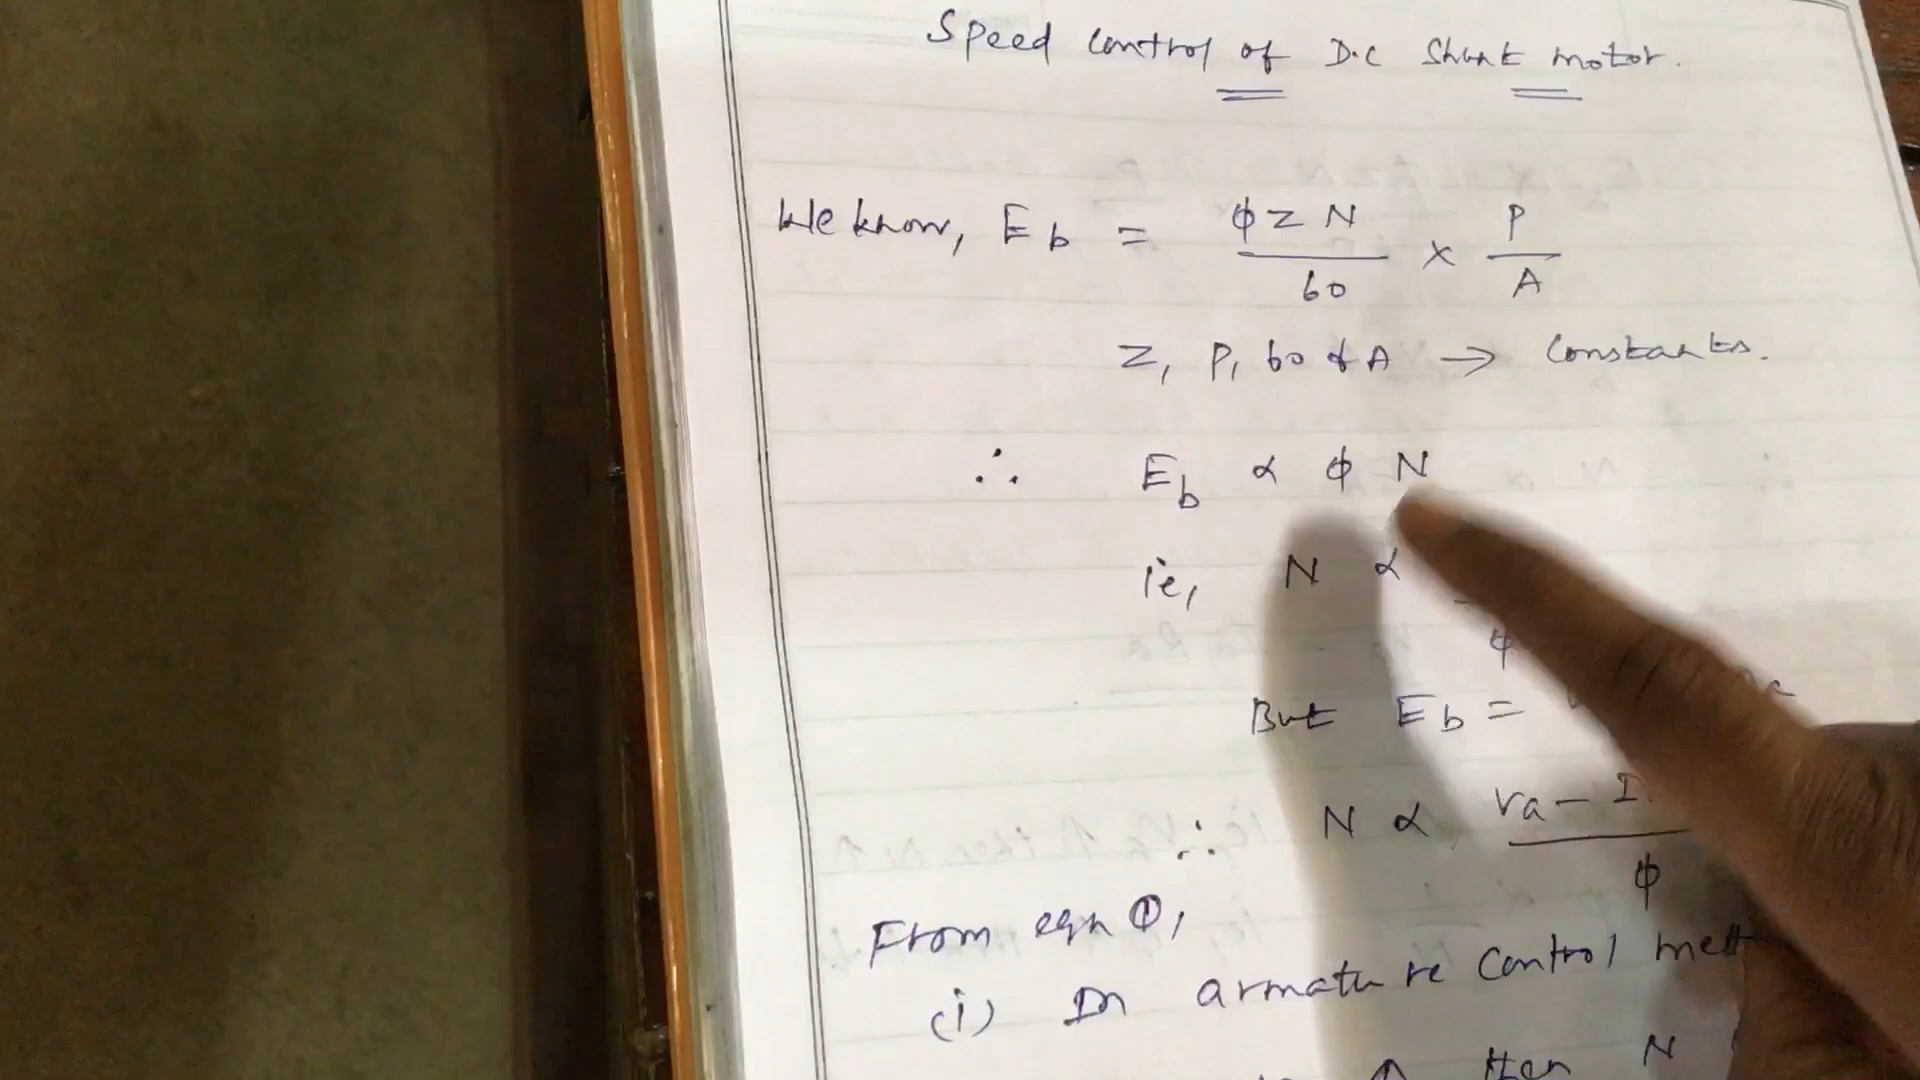 Speed control of D.C Shunt motor.
We know, Eb = ϕZN / 60 × P / A
Z, P, 60 & A → Constants.
∴ Eb α ϕ N
ie, N α ϕ
But Eb =
∴ N α Va - I / ϕ
From eqn ①,
(i) In armature control
then N